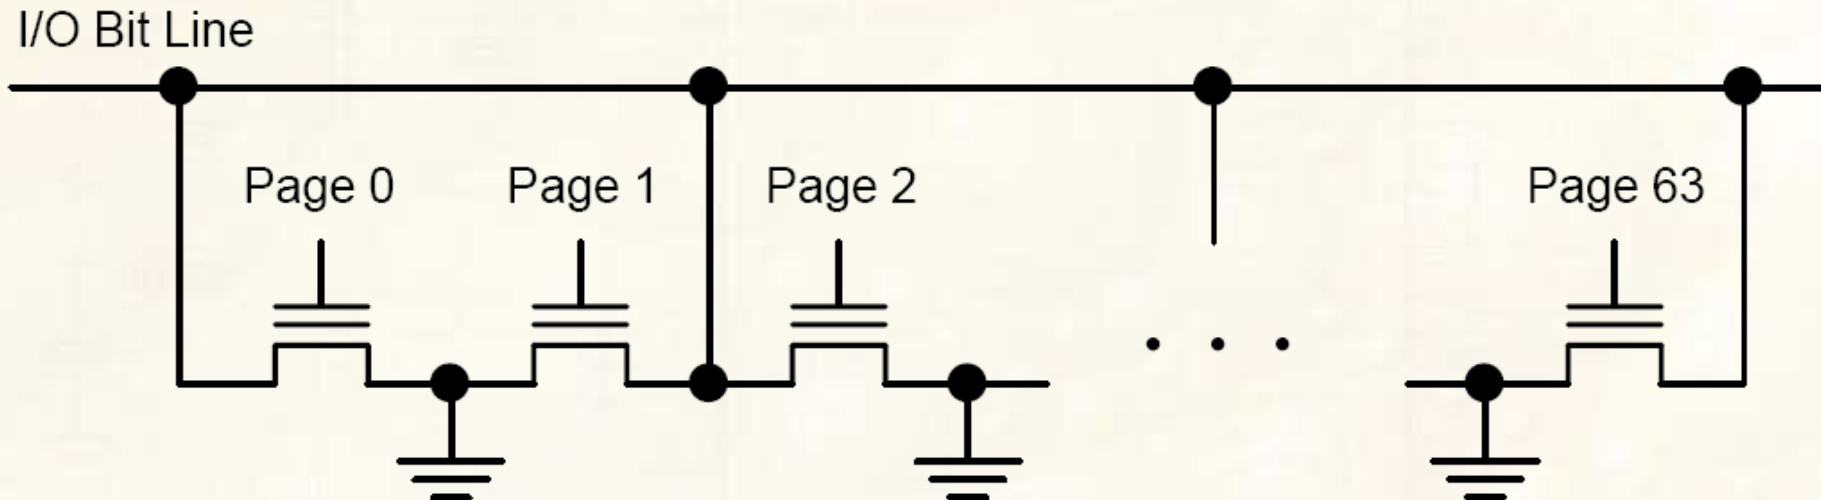 I/O Bit Line
Page 0
Page 1
Page 2
Page 63